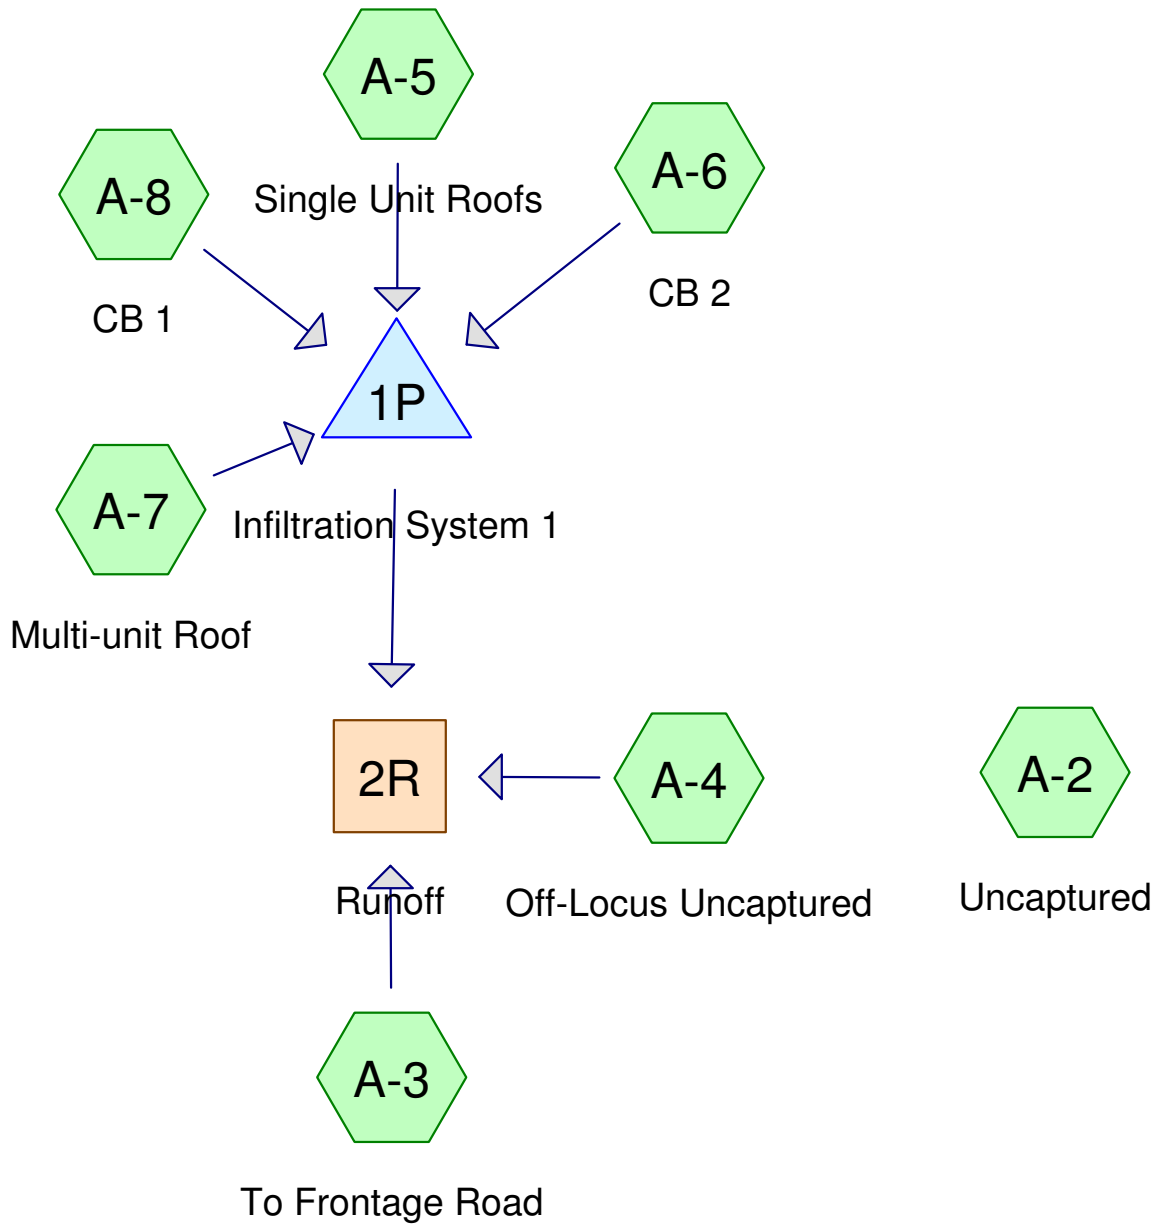 A-5
Single Unit Roofs
A-8
CB 1
A-6
CB 2
1P
Infiltration System 1
A-7
Multi-unit Roof
2R
Runoff
A-4
Off-Locus Uncaptured
A-2
Uncaptured
A-3
To Frontage Road